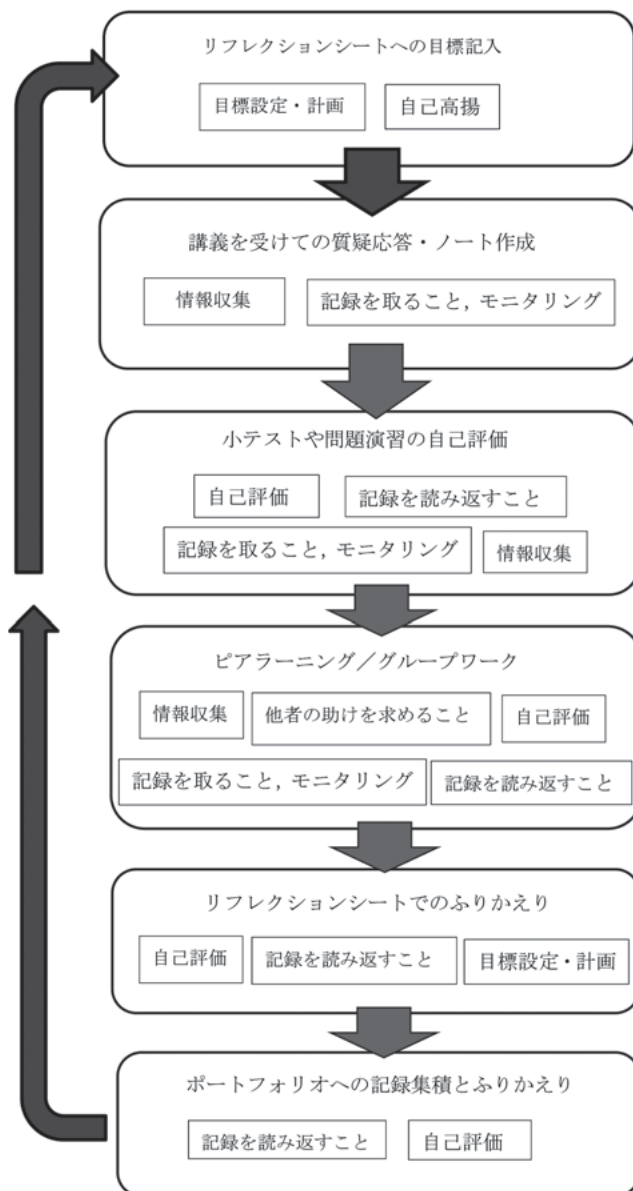 リフレクションシートへの目標記入
目標設定・計画
自己高揚
講義を受けての質疑応答・ノート作成
情報収集
記録を取ること, モニタリング
小テストや問題演習の自己評価
自己評価
記録を読み返すこと
記録を取ること, モニタリング
情報収集
ピアラーニング／グループワーク
情報収集
他者の助けを求めること
自己評価
記録を取ること, モニタリング
記録を読み返すこと
リフレクションシートでのふりかえり
自己評価
記録を読み返すこと
目標設定・計画
ポートフォリオへの記録集積とふりかえり
記録を読み返すこと
自己評価